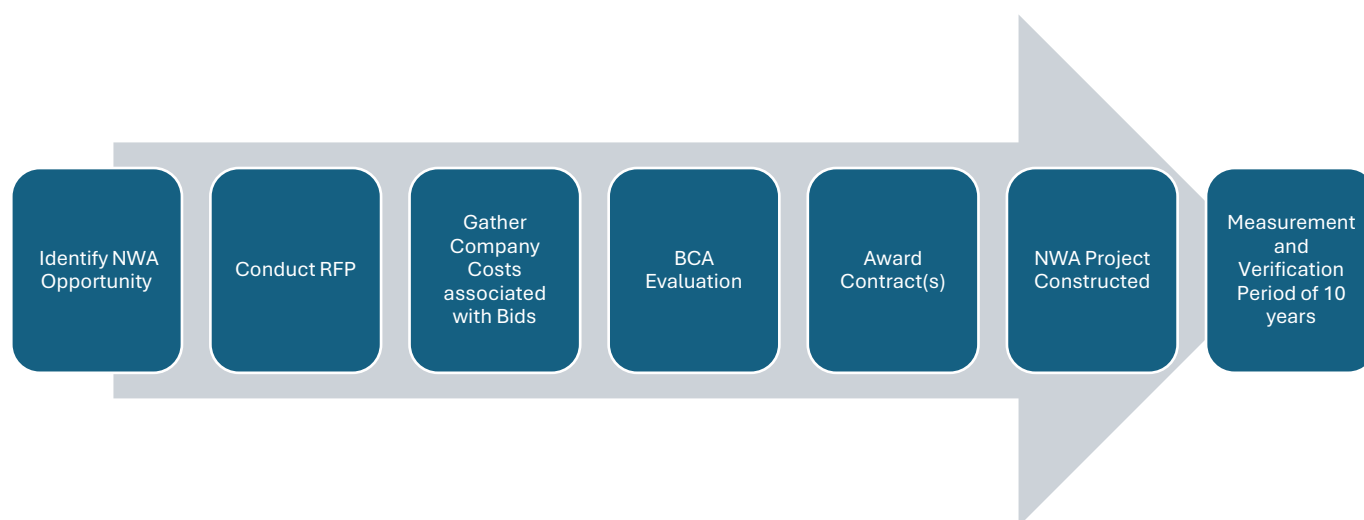 Identify NWA
Opportunity
Conduct RFP
Gather
Company
Costs
associated
with Bids
BCA
Evaluation
Award
Contract(s)
NWA Project
Constructed
Measurement
and
Verification
Period of 10
years